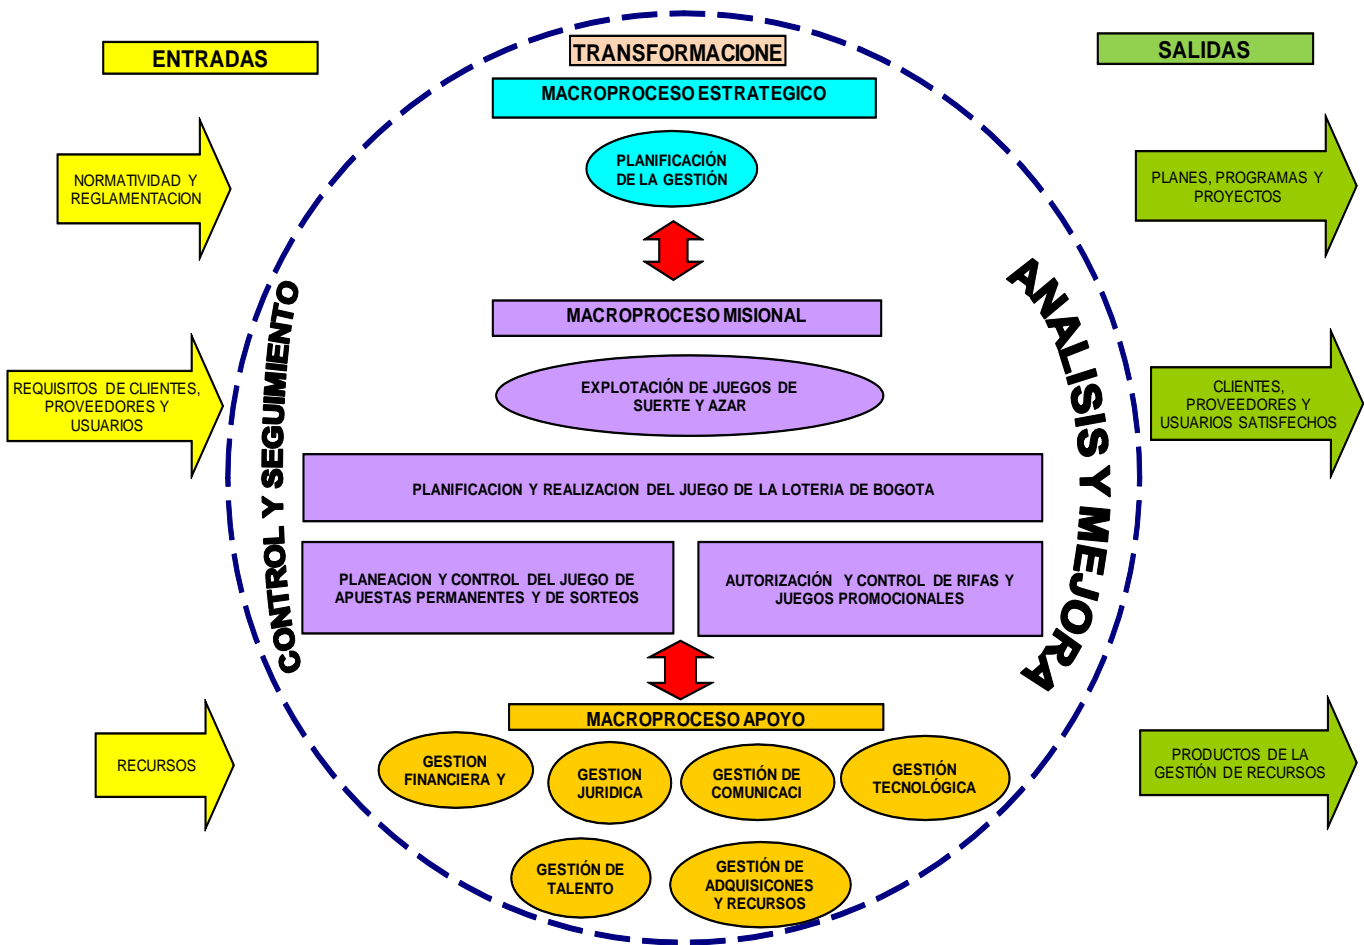 ENTRADAS
TRANSFORMACIONE
SALIDAS
MACROPROCESO ESTRATEGICO
PLANIFICACIÓN
DE LA GESTIÓN
NORMATIVIDAD Y
REGLAMENTACION
PLANES, PROGRAMAS Y
PROYECTOS
MACROPROCESO MISIONAL
EXPLOTACIÓN DE JUEGOS DE
SUERTE Y AZAR
REQUISITOS DE CLIENTES,
PROVEEDORES Y
USUARIOS
CONTROL Y SEGUIMIENTO
ANALISIS Y MEJORA
CLIENTES,
PROVEEDORES Y
USUARIOS SATISFECHOS
PLANIFICACION Y REALIZACION DEL JUEGO DE LA LOTERIA DE BOGOTA
PLANEACION Y CONTROL DEL JUEGO DE
APUESTAS PERMANENTES Y DE SORTEOS
AUTORIZACIÓN Y CONTROL DE RIFAS Y
JUEGOS PROMOCIONALES
MACROPROCESO APOYO
RECURSOS
GESTION
FINANCIERA Y
GESTION
JURIDICA
GESTIÓN DE
COMUNICACI
GESTIÓN
TECNOLÓGICA
PRODUCTOS DE LA
GESTIÓN DE RECURSOS
GESTIÓN DE
TALENTO
GESTIÓN DE
ADQUISICONES
Y RECURSOS